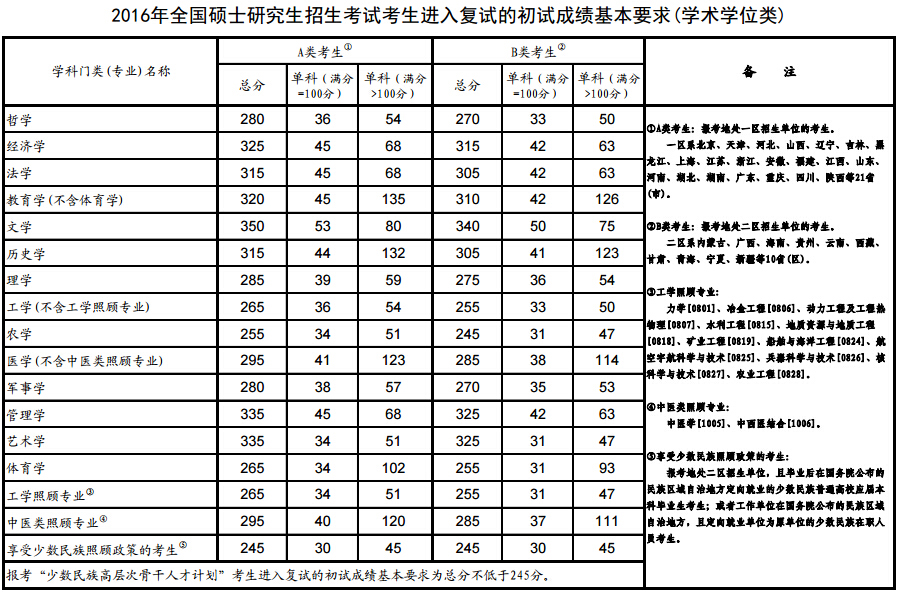 2016年全国硕士研究生招生考试考生进入复试的初试成绩基本要求(学术学位类)
学科门类(专业)名称 A类考生① B类考生② 备 注
总分 单科（满分=100分） 单科（满分>100分） 总分 单科（满分=100分） 单科（满分>100分）
哲学 280 36 54 270 33 50
经济学 325 45 68 315 42 63
法学 315 45 68 305 42 63
教育学(不含体育学) 320 45 135 310 42 126
文学 350 53 80 340 50 75
历史学 315 44 132 305 41 123
理学 285 39 59 275 36 54
工学(不含工学照顾专业) 265 36 54 255 33 50
农学 255 34 51 245 31 47
医学(不含中医类照顾专业) 295 41 123 285 38 114
军事学 280 38 57 270 35 53
管理学 335 45 68 325 42 63
艺术学 335 34 51 325 31 47
体育学 265 34 102 255 31 93
工学照顾专业③ 265 34 51 255 31 47
中医类照顾专业④ 295 40 120 285 37 111
享受少数民族照顾政策的考生⑤ 245 30 45 245 30 45
报考“少数民族高层次骨干人才计划”考生进入复试的初试成绩基本要求为总分不低于245分。
①A类考生：报考地处一区招生单位的考生。
一区系北京、天津、河北、山西、辽宁、吉林、黑
龙江、上海、江苏、浙江、安徽、福建、江西、山东、
河南、湖北、湖南、广东、重庆、四川、陕西等21省
(市)。
②B类考生：报考地处二区招生单位的考生。
二区系内蒙古、广西、海南、贵州、云南、西藏、
甘肃、青海、宁夏、新疆等10省(区)。
③工学照顾专业：
力学[0801]、冶金工程[0806]、动力工程及工程热
物理[0807]、水利工程[0815]、地质资源与地质工程
[0818]、矿业工程[0819]、船舶与海洋工程[0824]、航
空宇航科学与技术[0825]、兵器科学与技术[0826]、核
科学与技术[0827]、农业工程[0828]。
④中医类照顾专业：
中医学[1005]、中西医结合[1006]。
⑤享受少数民族照顾政策的考生：
报考地处二区招生单位，且毕业后在国务院公布的
民族区域自治地方定向就业的少数民族普通高校应届本
科毕业生考生；或者工作单位在国务院公布的民族区域
自治地方，且定向就业单位为原单位的少数民族在职人
员考生。